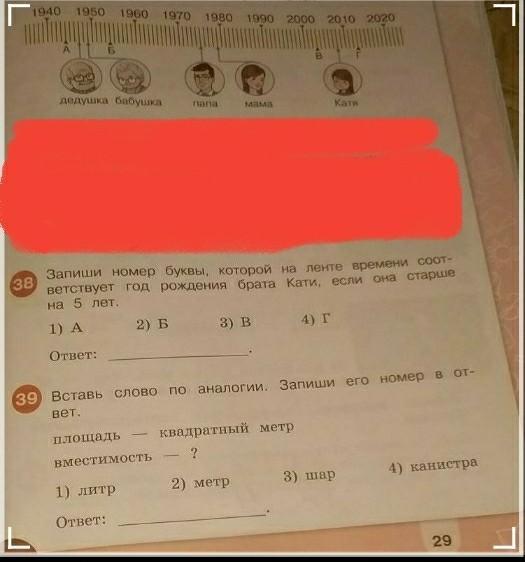 1940 1950 1960 1970 1980 1990 2000 2010 2020
А Б В Г
дедушка бабушка папа мама Катя
38 Запиши номер буквы, которой на ленте времени соот-
ветствует год рождения брата Кати, если она старше
на 5 лет.
1) А 2) Б 3) В 4) Г
Ответ: .
39 Вставь слово по аналогии. Запиши его номер в от-
вет.
площадь — квадратный метр
вместимость — ?
1) литр 2) метр 3) шар 4) канистра
Ответ: .
29